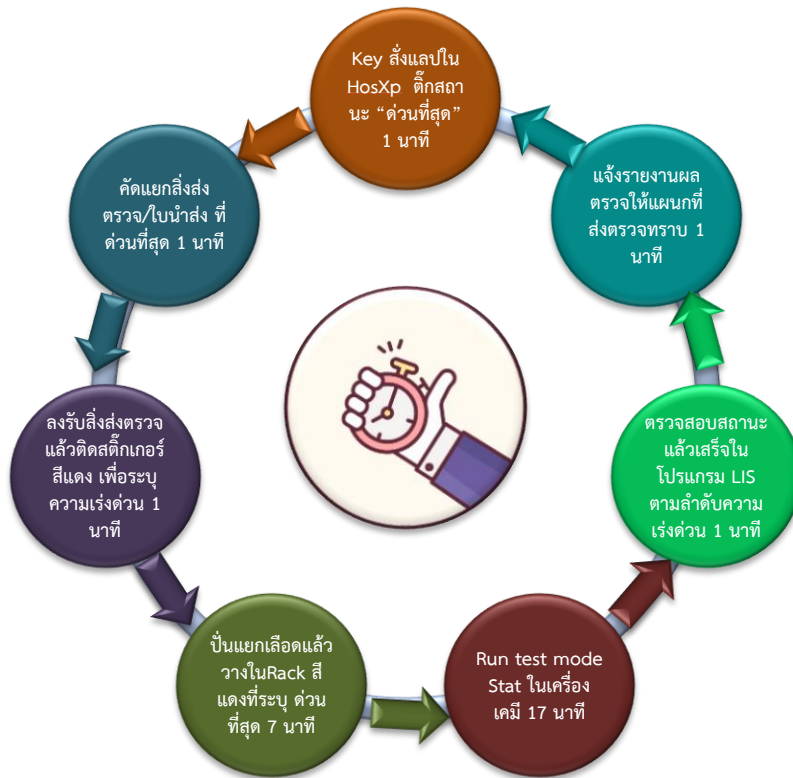 Key สั่งแลปใน
HosXp ติ๊กสถา
นะ “ด่วนที่สุด”
1 นาที
คัดแยกสิ่งส่ง
ตรวจ/ใบนำส่ง ที่
ด่วนที่สุด 1 นาที
ลงรับสิ่งส่งตรวจ
แล้วติดสติ๊กเกอร์
สีแดง เพื่อระบุ
ความเร่งด่วน 1
นาที
ปั่นแยกเลือดแล้ว
วางในRack สี
แดงที่ระบุ ด่วน
ที่สุด 7 นาที
Run test mode
Stat ในเครื่อง
เคมี 17 นาที
ตรวจสอบสถานะ
แล้วเสร็จใน
โปรแกรม LIS
ตามลำดับความ
เร่งด่วน 1 นาที
แจ้งรายงานผล
ตรวจให้แผนกที่
ส่งตรวจทราบ 1
นาที